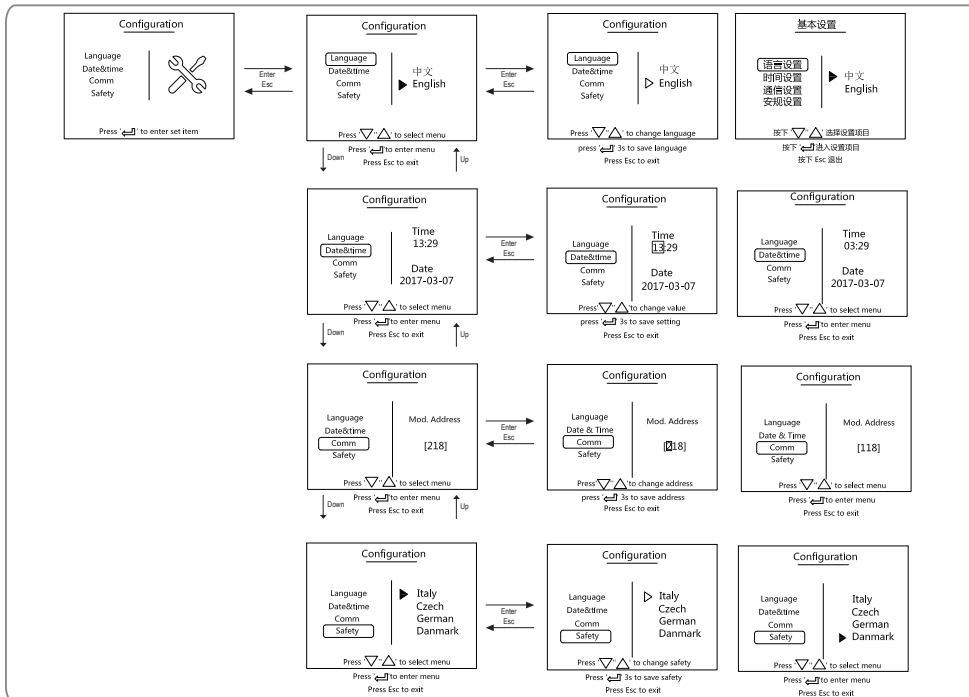 Configuration
Language
Date&time
Comm
Safety
Press '' to enter set item
Enter
Esc
Configuration
Language
Date&time
Comm
Safety
中文
English
Press '' '' to select menu
Press '' to enter menu
Press Esc to exit
Enter
Esc
Configuration
Language
Date&time
Comm
Safety
中文
English
Press '' '' to change language
press '' 3s to save language
Press Esc to exit
基本设置
语言设置
时间设置
通信设置
安规设置
中文
English
按下 '' '' 选择设置项目
按下 '' 进入设置项目
按下 Esc 退出
Down
Up
Configuration
Language
Date&time
Comm
Safety
Time
13:29
Date
2017-03-07
Press '' '' to select menu
Press '' to enter menu
Press Esc to exit
Enter
Esc
Configuration
Language
Date&time
Comm
Safety
Time
13:29
Date
2017-03-07
Press '' '' to change value
press '' 3s to save setting
Press Esc to exit
Configuration
Language
Date&time
Comm
Safety
Time
03:29
Date
2017-03-07
Press '' '' to select menu
Press '' to enter menu
Press Esc to exit
Down
Up
Configuration
Language
Date&time
Comm
Safety
Mod. Address
[218]
Press '' '' to select menu
Press '' to enter menu
Press Esc to exit
Enter
Esc
Configuration
Language
Date & Time
Comm
Safety
Mod. Address
[218]
Press '' '' to change address
press '' 3s to save address
Press Esc to exit
Configuration
Language
Date & Time
Comm
Safety
Mod. Address
[118]
Press '' '' to select menu
Press '' to enter menu
Press Esc to exit
Down
Up
Configuration
Language
Date&time
Comm
Safety
Italy
Czech
German
Danmark
Press '' '' to select menu
Press '' to enter menu
Press Esc to exit
Enter
Esc
Configuration
Language
Date&time
Comm
Safety
Italy
Czech
German
Danmark
Press '' '' to change safety
Press '' 3s to save safety
Press Esc to exit
Configuration
Language
Date&time
Comm
Safety
Italy
Czech
German
Danmark
Press '' '' to select menu
Press '' to enter menu
Press Esc to exit